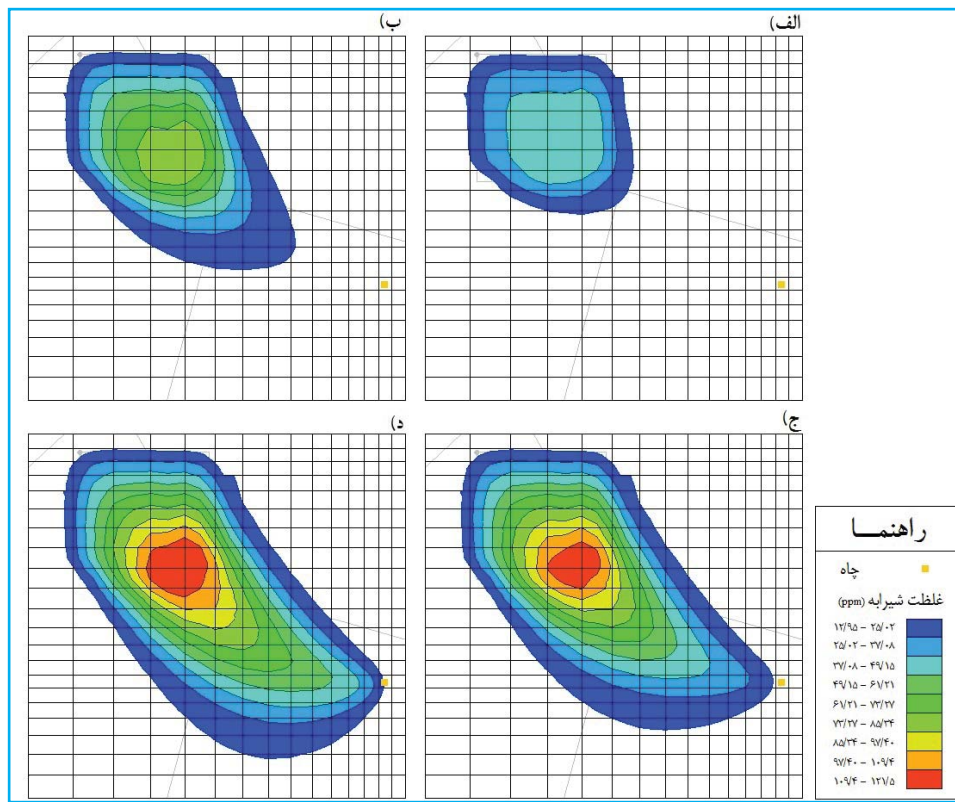 الف)
ب)
ج)
د)
راهنمـــا
چاه
غلظت شیرابه (ppm)
۱۲/۹۵ - ۲۵/۰۲
۲۵/۰۲ - ۳۷/۰۸
۳۷/۰۸ - ۴۹/۱۵
۴۹/۱۵ - ۶۱/۲۱
۶۱/۲۱ - ۷۳/۲۷
۷۳/۲۷ - ۸۵/۳۴
۸۵/۳۴ - ۹۷/۴۰
۹۷/۴۰ - ۱۰۹/۴
۱۰۹/۴ - ۱۲۱/۵